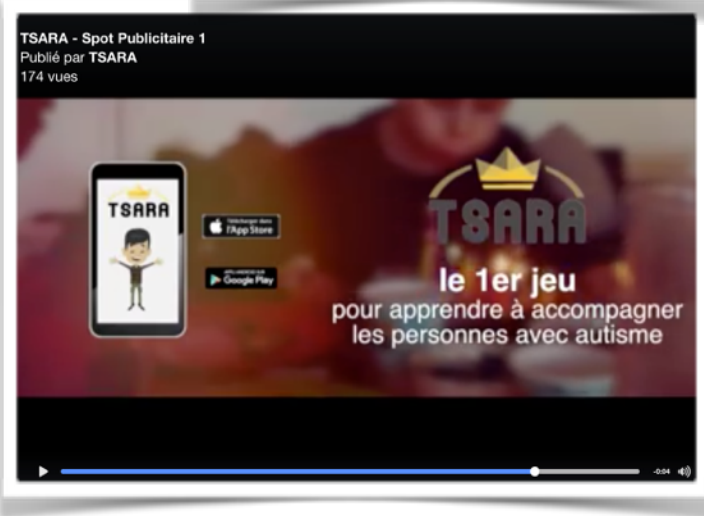 TSARA - Spot Publicitaire 1
Publié par TSARA
174 vues
TSARA
Télécharger dans
l'App Store
Google Play
TSARA
le 1er jeu
pour apprendre à accompagner
les personnes avec autisme
-0:04